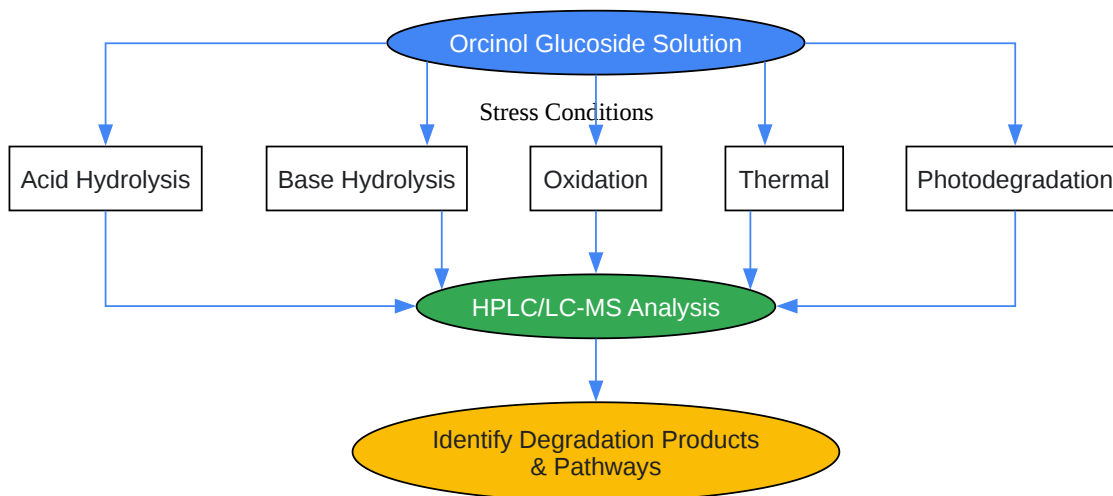 Orcinol Glucoside Solution
Stress Conditions
Acid Hydrolysis
Base Hydrolysis
Oxidation
Thermal
Photodegradation
HPLC/LC-MS Analysis
Identify Degradation Products
& Pathways